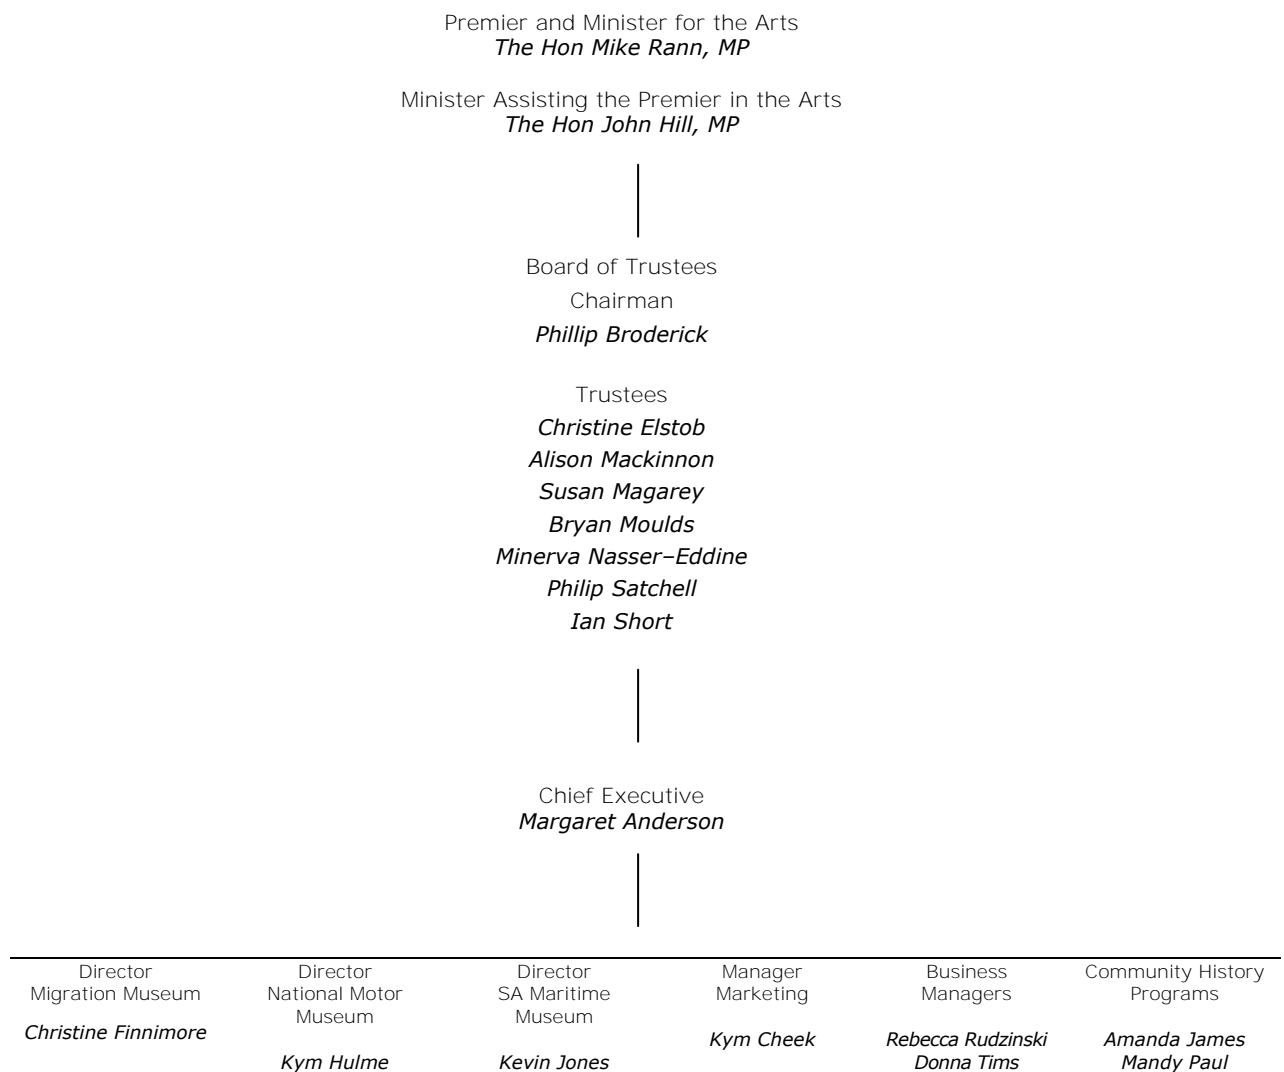 Premier and Minister for the Arts
The Hon Mike Rann, MP
Minister Assisting the Premier in the Arts
The Hon John Hill, MP
Board of Trustees
Chairman
Phillip Broderick
Trustees
Christine Elstob
Alison Mackinnon
Susan Magarey
Bryan Moulds
Minerva Nasser–Eddine
Philip Satchell
Ian Short
Chief Executive
Margaret Anderson
Director
Migration Museum
Christine Finnimore
Director
National Motor
Museum
Kym Hulme
Director
SA Maritime
Museum
Kevin Jones
Manager
Marketing
Kym Cheek
Business
Managers
Rebecca Rudzinski
Donna Tims
Community History
Programs
Amanda James
Mandy Paul